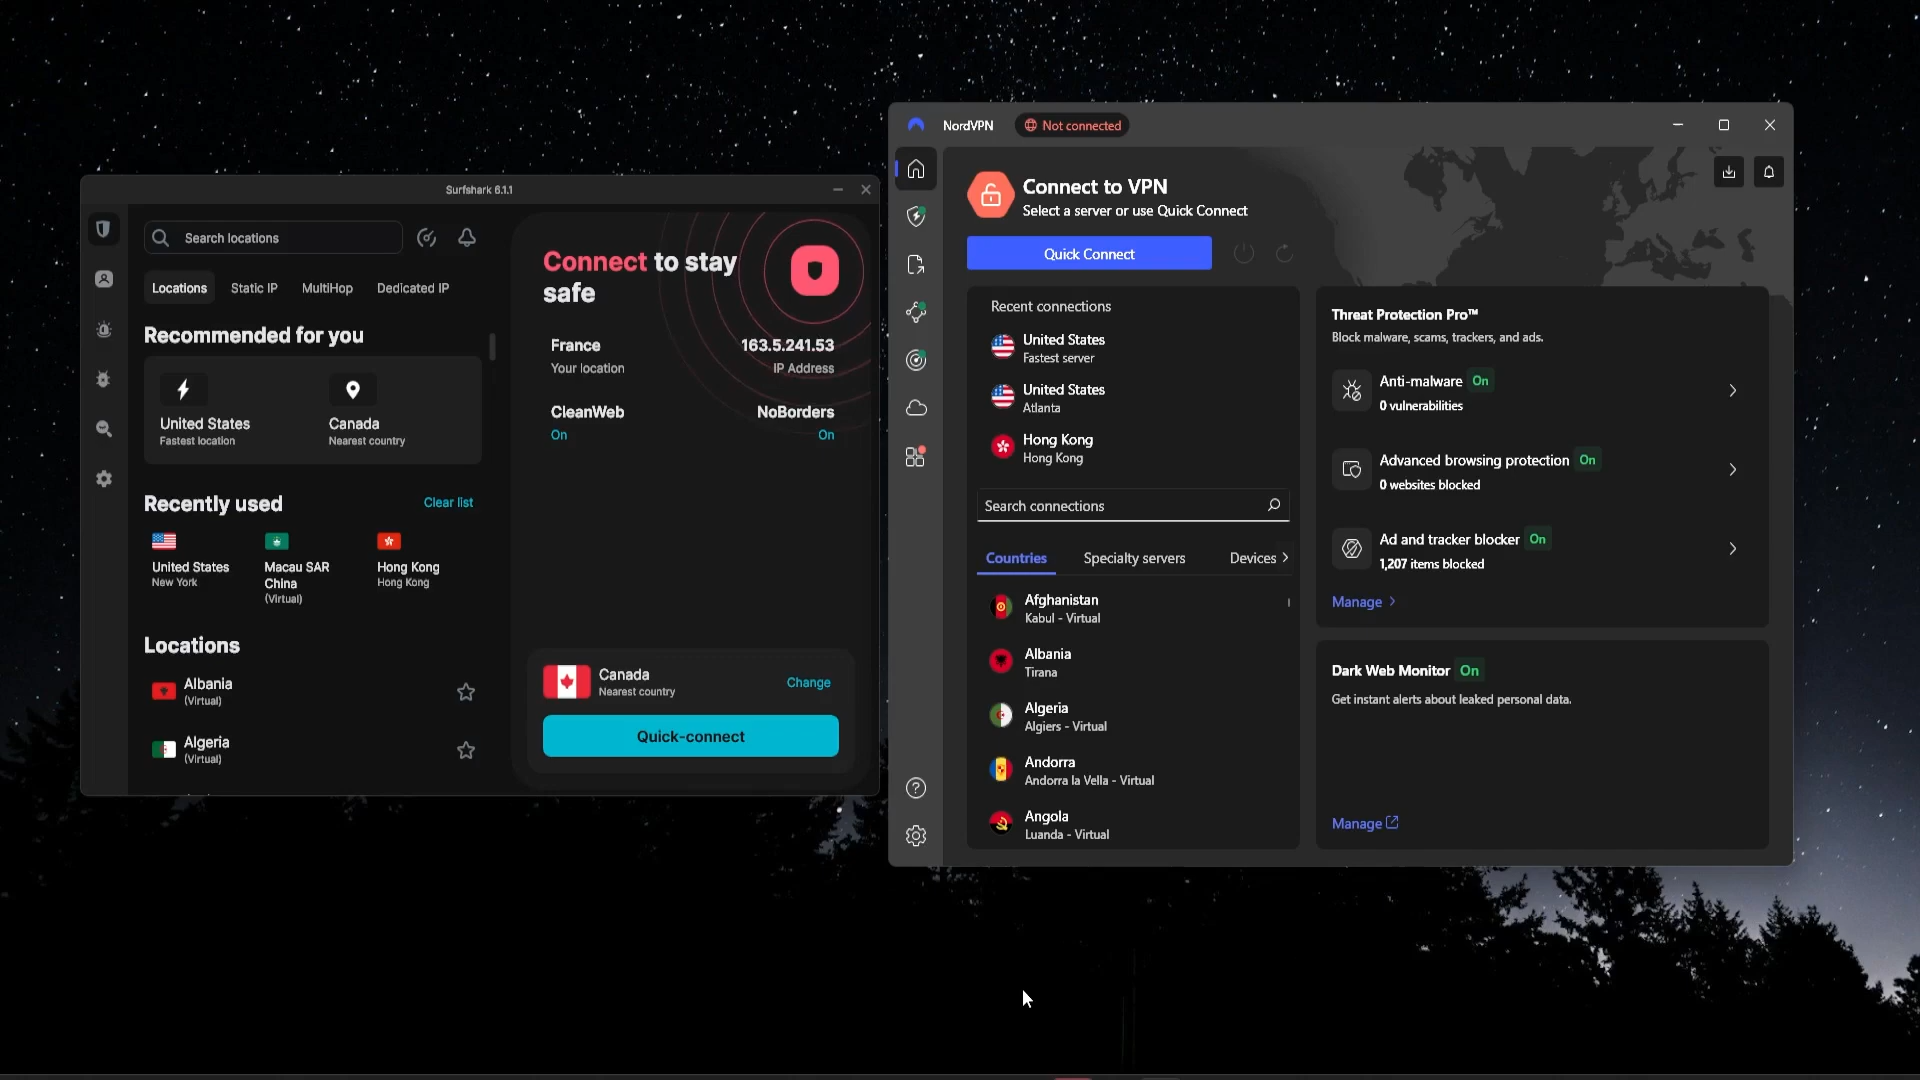 Surfshark 6.1.1
Search locations
Locations Static IP MultiHop Dedicated IP
Recommended for you
United States
Fastest location
Canada
Nearest country
Recently used
Clear list
United States
New York
Macau SAR
China
(Virtual)
Hong Kong
Hong Kong
Locations
Albania
(Virtual)
Algeria
(Virtual)
Connect to stay
safe
France
Your location
163.5.241.53
IP Address
CleanWeb
On
NoBorders
On
Canada
Nearest country
Change
Quick-connect
NordVPN
Not connected
Connect to VPN
Select a server or use Quick Connect
Quick Connect
Recent connections
United States
Fastest server
United States
Atlanta
Hong Kong
Hong Kong
Search connections
Countries Specialty servers Devices
Afghanistan
Kabul - Virtual
Albania
Tirana
Algeria
Algiers - Virtual
Andorra
Andorra la Vella - Virtual
Angola
Luanda - Virtual
Threat Protection Pro™
Block malware, scams, trackers, and ads.
Anti-malware On
0 vulnerabilities
Advanced browsing protection On
0 websites blocked
Ad and tracker blocker On
1,207 items blocked
Manage
Dark Web Monitor On
Get instant alerts about leaked personal data.
Manage